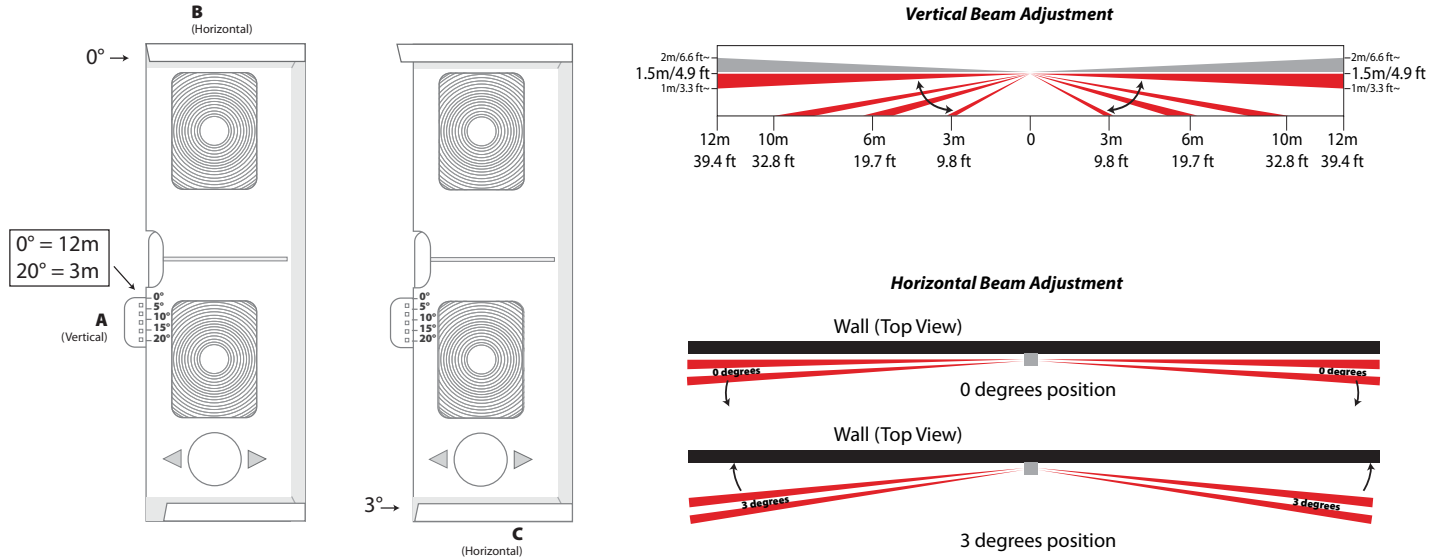 B
(Horizontal)
0° →
0° = 12m
20° = 3m
A
(Vertical)
0°
5°
10°
15°
20°
0°
5°
10°
15°
20°
3° →
C
(Horizontal)
Vertical Beam Adjustment
2m/6.6 ft~
1.5m/4.9 ft
1m/3.3 ft~
2m/6.6 ft~
1.5m/4.9 ft
1m/3.3 ft~
12m 10m 6m 3m 0 3m 6m 10m 12m
39.4 ft 32.8 ft 19.7 ft 9.8 ft 9.8 ft 19.7 ft 32.8 ft 39.4 ft
Horizontal Beam Adjustment
Wall (Top View)
0 degrees 0 degrees
0 degrees position
Wall (Top View)
3 degrees 3 degrees
3 degrees position